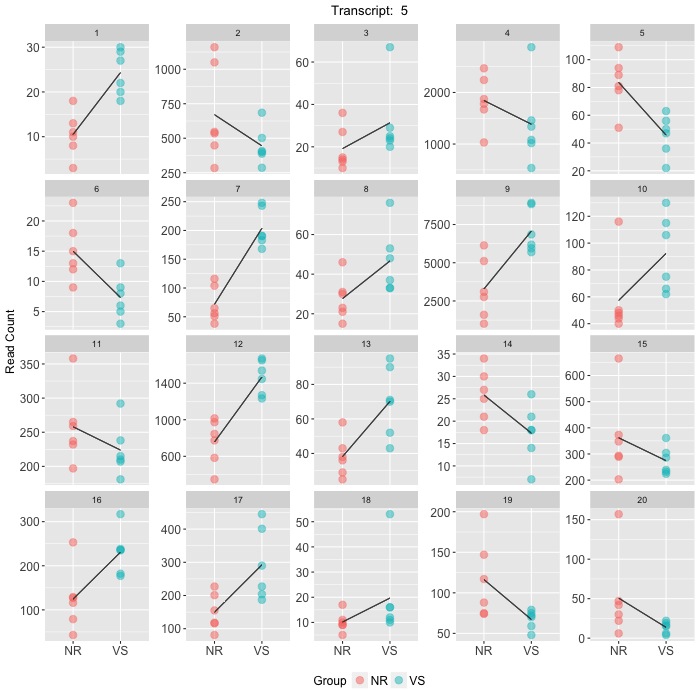 Transcript: 5
1 2 3 4 5
30 20 10
1000 750 500 250
60 40 20
2000 1000
100 80 60 40 20
6 7 8 9 10
20 15 10 5
250 200 150 100 50
60 40 20
7500 5000 2500
120 100 80 60 40
Read Count
11 12 13 14 15
350 300 250 200
1400 1000 600
80 60 40
35 30 25 20 15 10
600 500 400 300 200
16 17 18 19 20
300 200 100
400 300 200 100
50 40 30 20 10
200 150 100 50
150 100 50 0
NR VS NR VS NR VS NR VS NR VS
Group NR VS